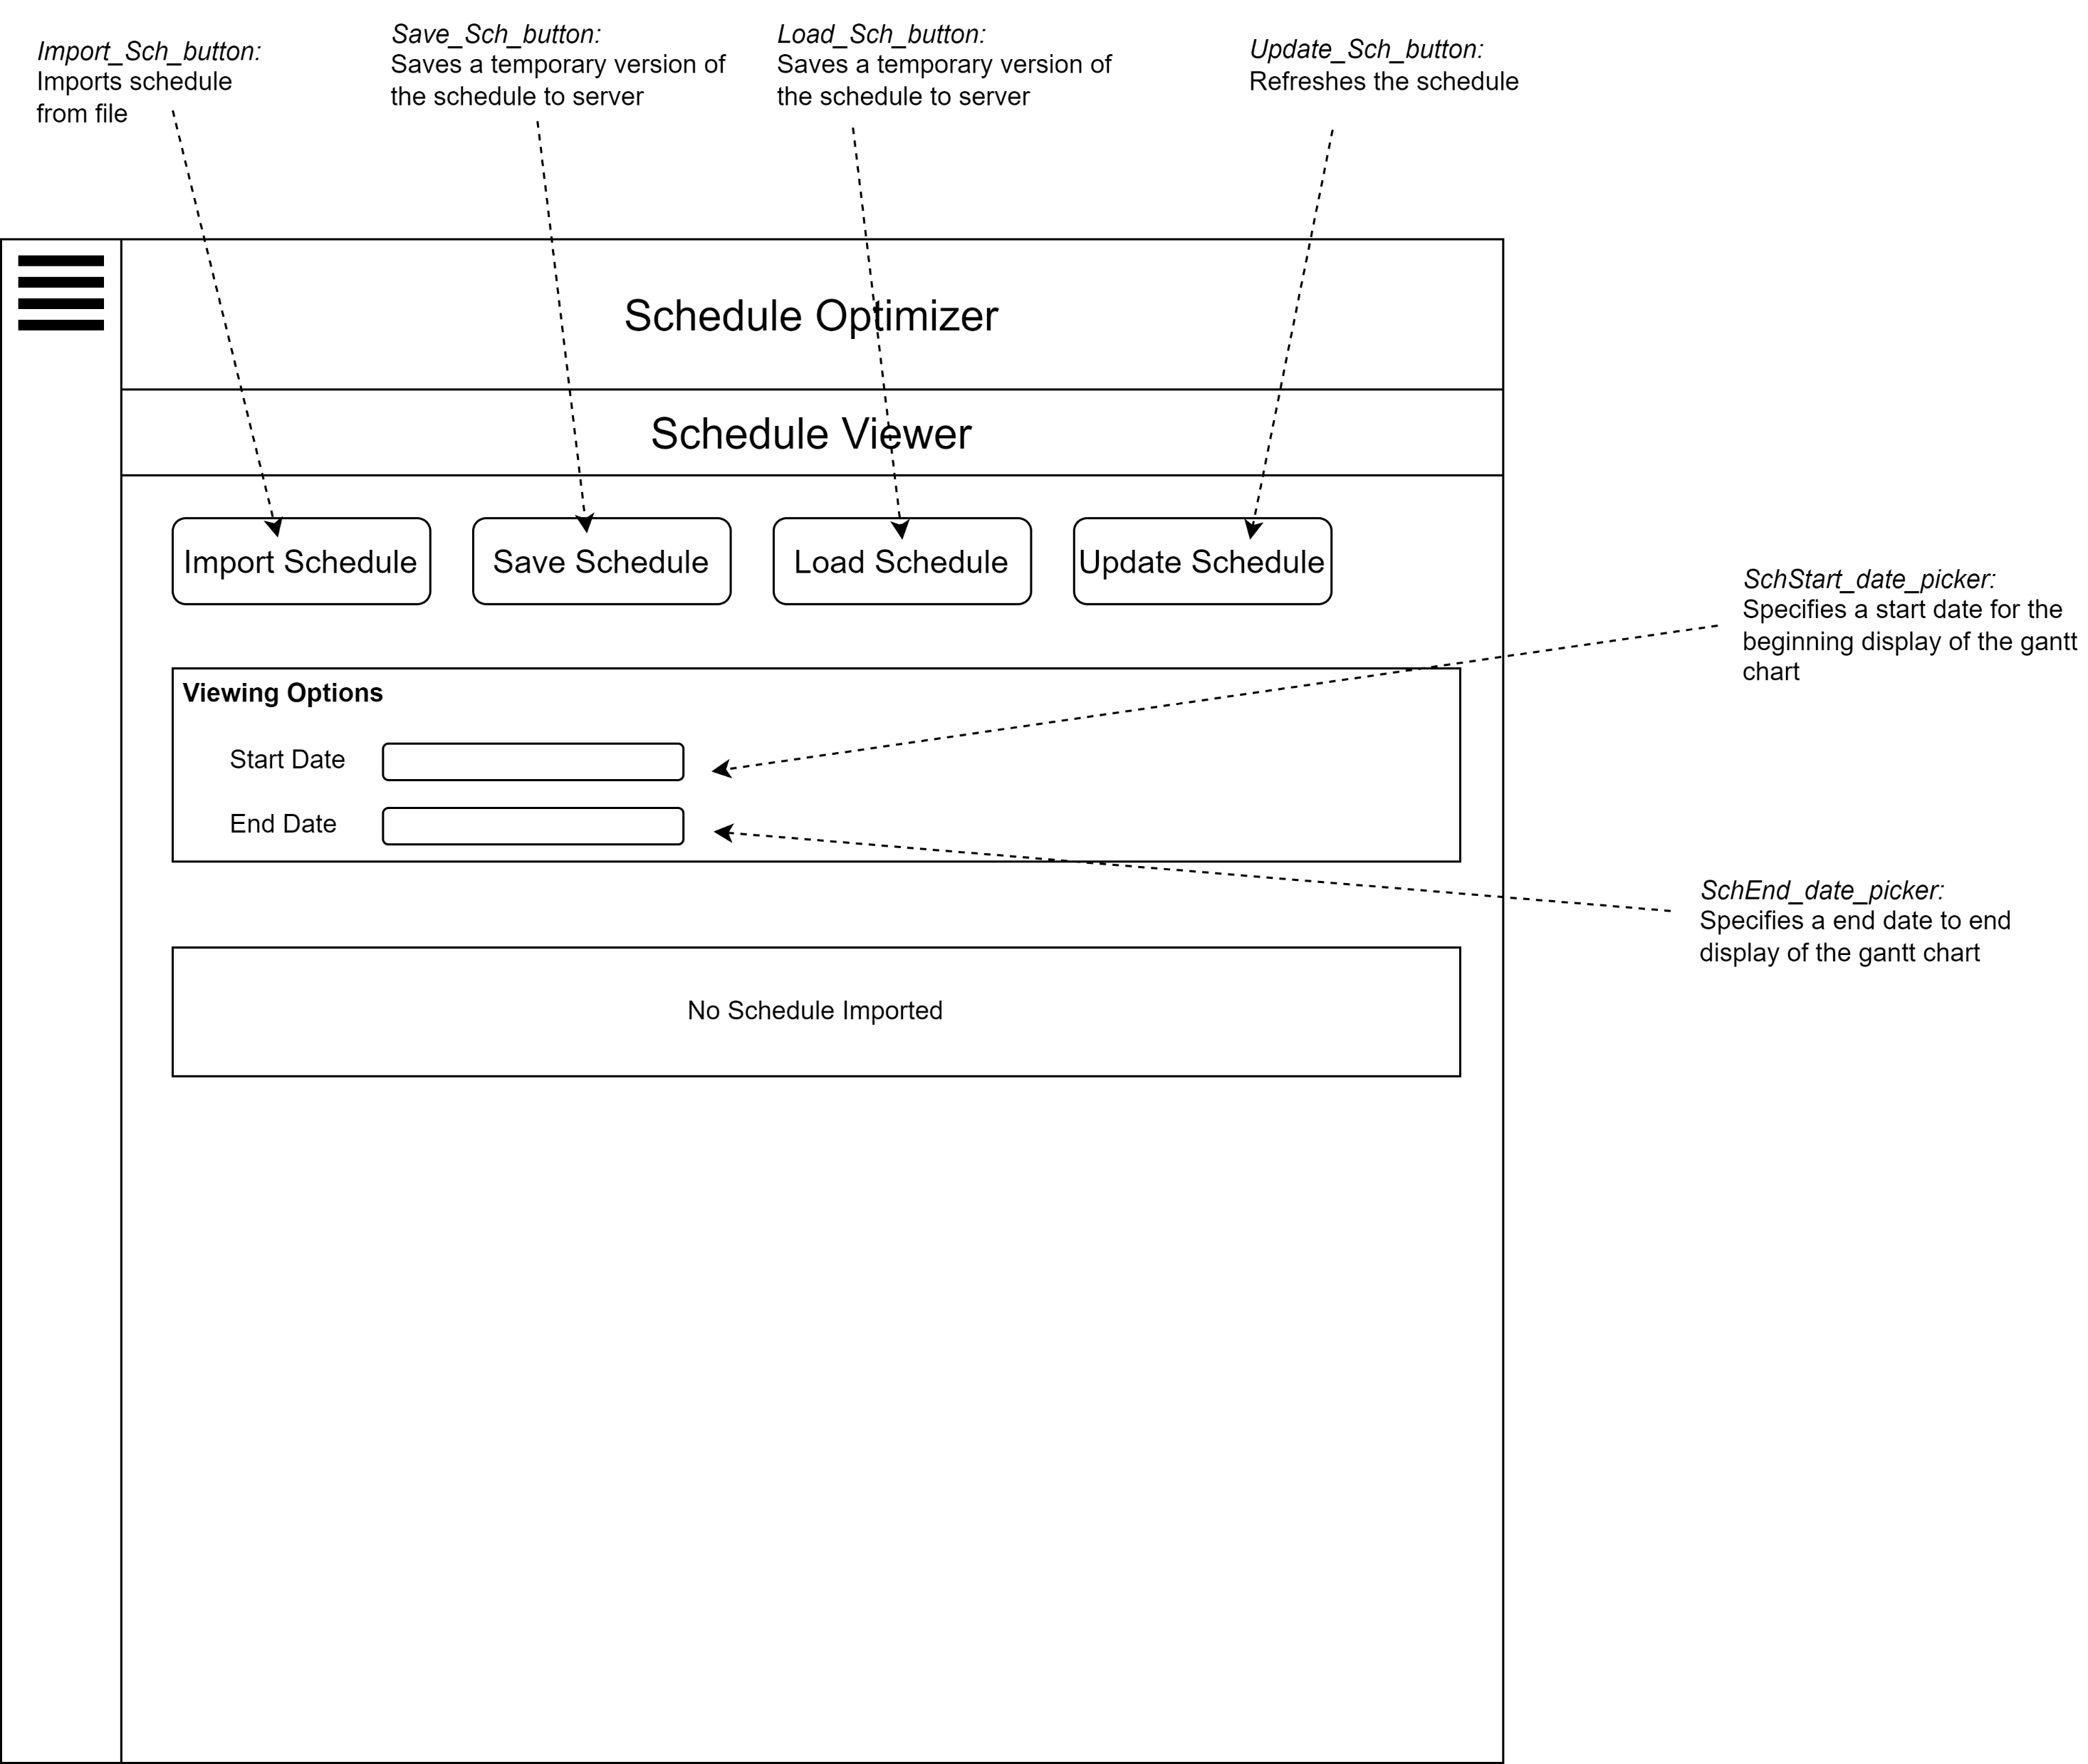 Import_Sch_button:
Imports schedule
from file
Save_Sch_button:
Saves a temporary version of
the schedule to server
Load_Sch_button:
Saves a temporary version of
the schedule to server
Update_Sch_button:
Refreshes the schedule
Schedule Optimizer
Schedule Viewer
Import Schedule
Save Schedule
Load Schedule
Update Schedule
SchStart_date_picker:
Specifies a start date for the
beginning display of the gantt
chart
Viewing Options
Start Date
End Date
SchEnd_date_picker:
Specifies a end date to end
display of the gantt chart
No Schedule Imported